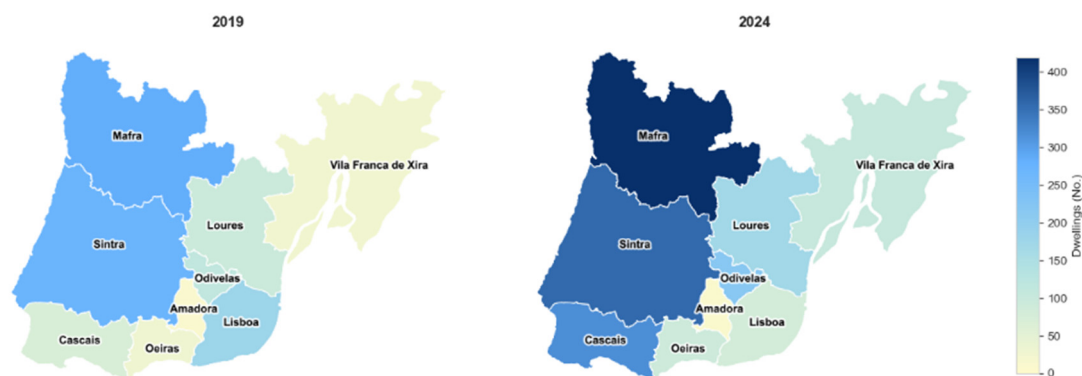 2019
Mafra
Vila Franca de Xira
Loures
Sintra
Odivelas
Amadora
Lisboa
Cascais
Oeiras
2024
Mafra
Vila Franca de Xira
Loures
Sintra
Odivelas
Amadora
Lisboa
Cascais
Oeiras
400
350
300
250
200
150
100
50
0
Dwellings (No.)